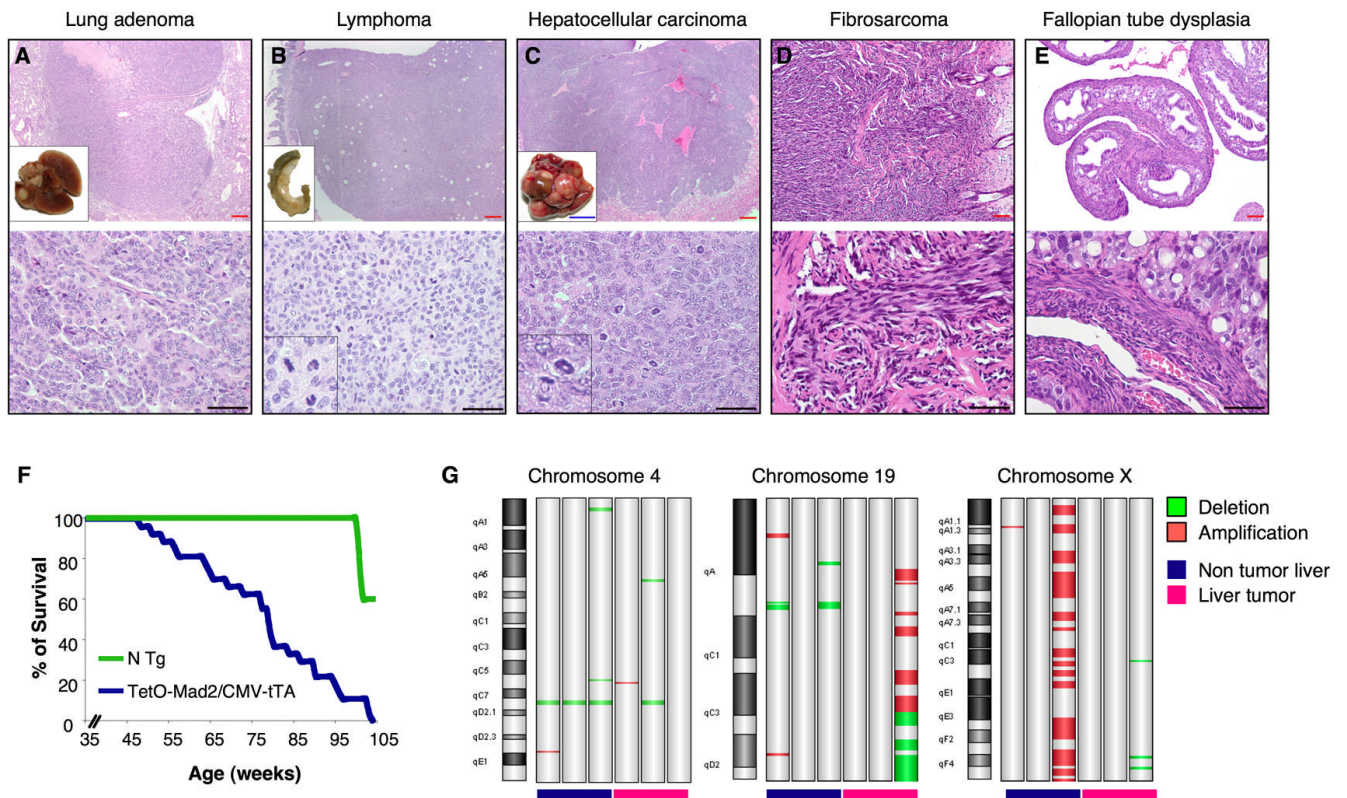 Lung adenoma
Lymphoma
Hepatocellular carcinoma
Fibrosarcoma
Fallopian tube dysplasia
A
B
C
D
E
F
% of Survival
100
80
60
40
20
0
N Tg
TetO-Mad2/CMV-tTA
35 45 55 65 75 85 95 105
Age (weeks)
G
Chromosome 4
qA1
qA3
qA5
qB2
qC1
qC3
qC5
qC7
qD2.1
qD2.3
qE1
Chromosome 19
qA
qC1
qC3
qD2
Chromosome X
qA1.1
qA1.3
qA3.1
qA3.3
qA5
qA7.1
qA7.3
qC1
qC3
qE1
qE3
qF2
qF4
Deletion
Amplification
Non tumor liver
Liver tumor